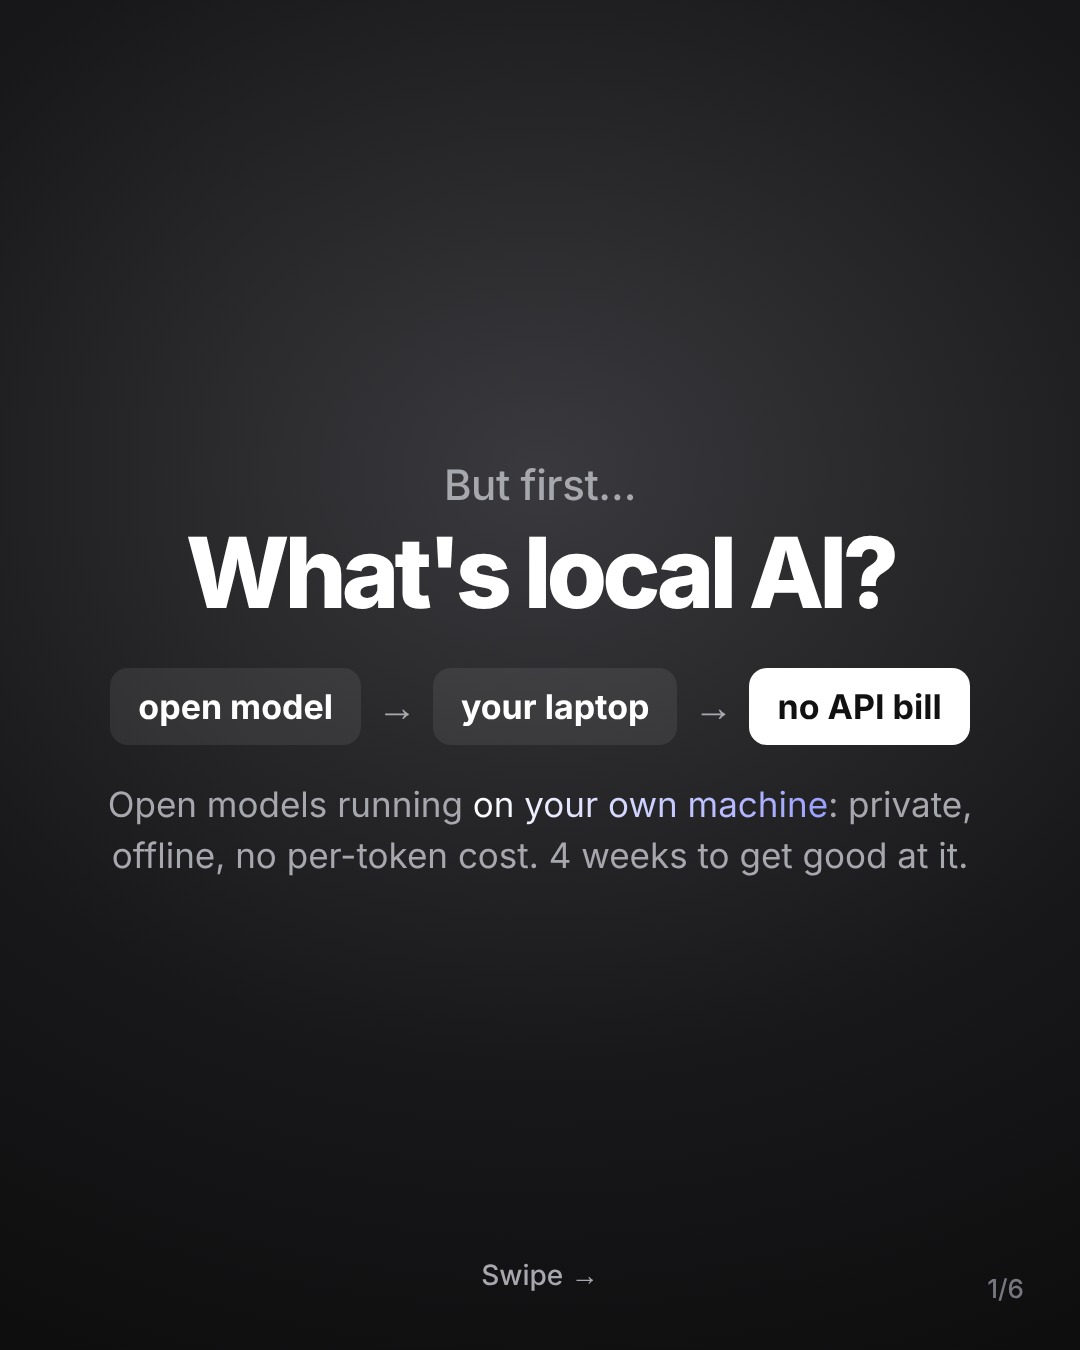 But first...
What's local AI?
open model → your laptop → no API bill
Open models running on your own machine: private,
offline, no per-token cost. 4 weeks to get good at it.
Swipe →
1/6